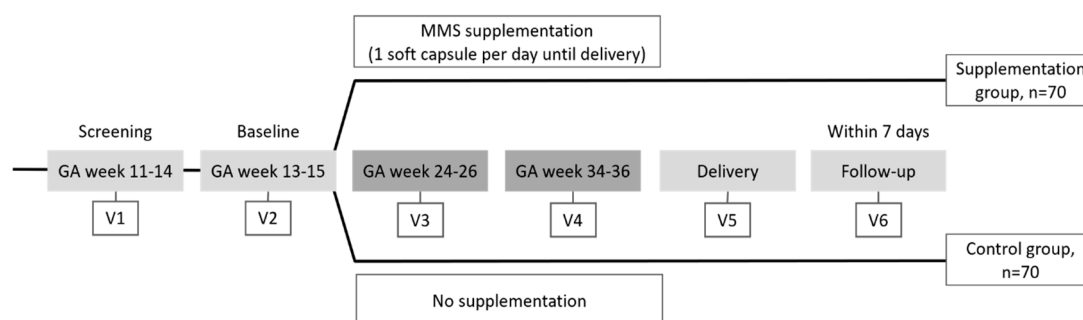 MMS supplementation
(1 soft capsule per day until delivery)
Supplementation
group, n=70
Screening
Baseline
Within 7 days
GA week 11-14
GA week 13-15
GA week 24-26
GA week 34-36
Delivery
Follow-up
V1
V2
V3
V4
V5
V6
Control group,
n=70
No supplementation